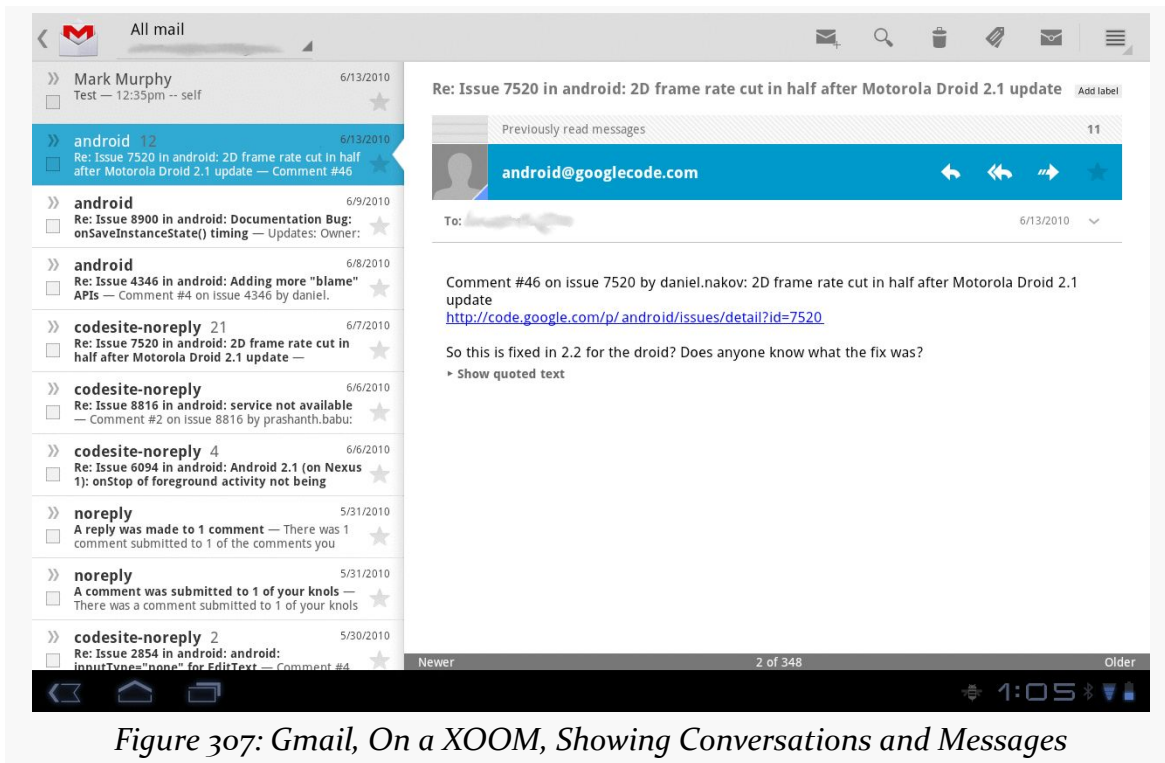 All mail
Mark Murphy 6/13/2010
Test — 12:35pm -- self
android 12 6/13/2010
Re: Issue 7520 in android: 2D frame rate cut in half
after Motorola Droid 2.1 update — Comment #46
android 6/9/2010
Re: Issue 8900 in android: Documentation Bug:
onSaveInstanceState() timing — Updates: Owner:
android 6/8/2010
Re: Issue 4346 in android: Adding more "blame"
APIs — Comment #4 on issue 4346 by daniel.
codesite-noreply 21 6/7/2010
Re: Issue 7520 in android: 2D frame rate cut in
half after Motorola Droid 2.1 update —
codesite-noreply 6/6/2010
Re: Issue 8816 in android: service not available
— Comment #2 on issue 8816 by prashanth.babu:
codesite-noreply 4 6/6/2010
Re: Issue 6094 in android: Android 2.1 (on Nexus
1): onStop of foreground activity not being
noreply 5/31/2010
A reply was made to 1 comment — There was 1
comment submitted to 1 of the comments you
noreply 5/31/2010
A comment was submitted to 1 of your knols —
There was a comment submitted to 1 of your knols
codesite-noreply 2 5/30/2010
Re: Issue 2854 in android: android:
inputType="none" for EditText — Comment #4
Re: Issue 7520 in android: 2D frame rate cut in half after Motorola Droid 2.1 update Add label
Previously read messages 11
android@googlecode.com
To: 6/13/2010
Comment #46 on issue 7520 by daniel.nakov: 2D frame rate cut in half after Motorola Droid 2.1
update
http://code.google.com/p/android/issues/detail?id=7520
So this is fixed in 2.2 for the droid? Does anyone know what the fix was?
Show quoted text
Newer 2 of 348 Older
1:05
Figure 307: Gmail, On a XOOM, Showing Conversations and Messages